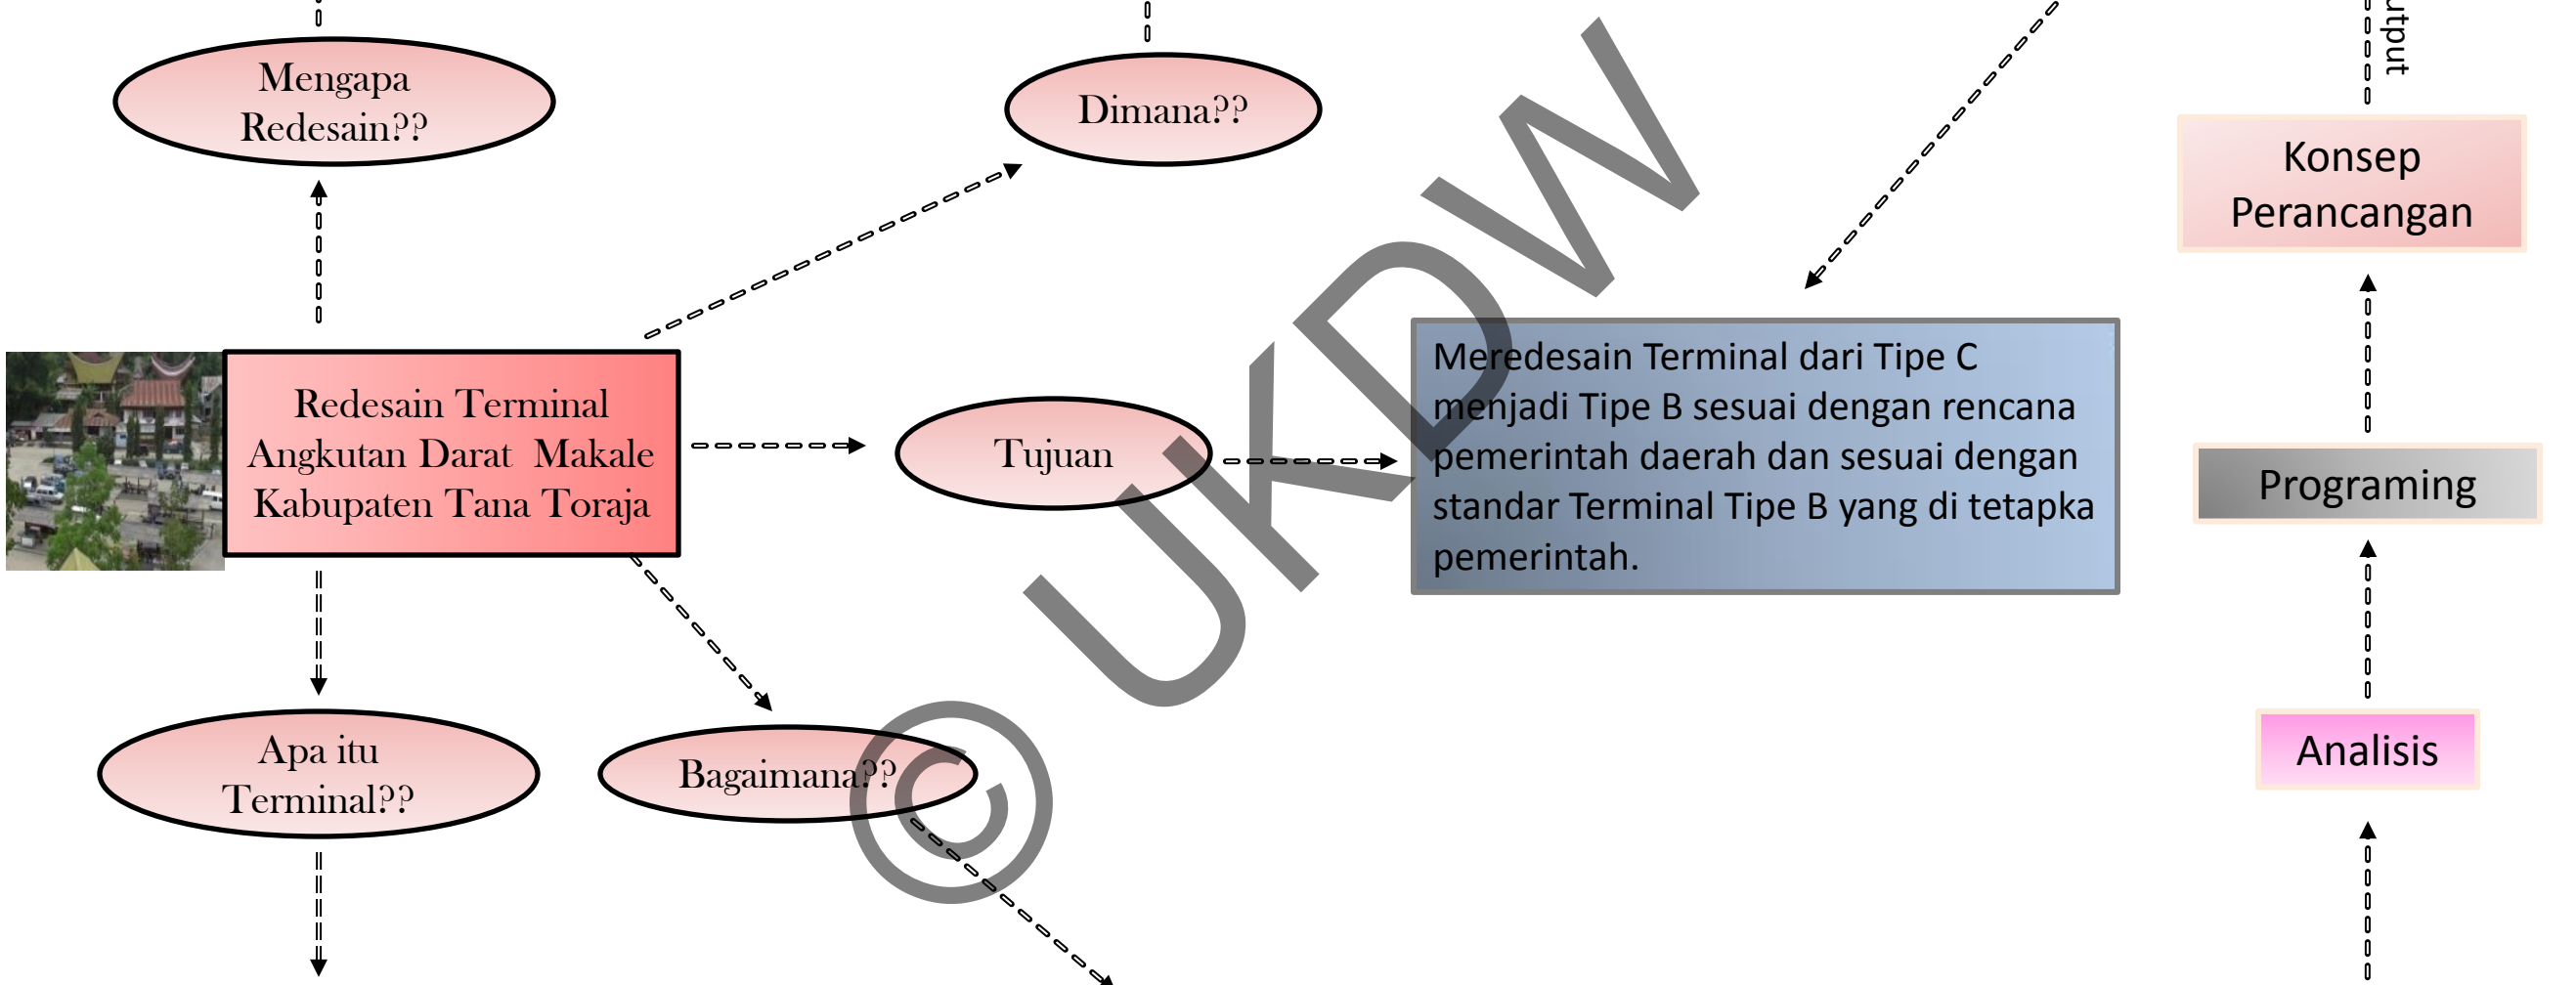 utput
Mengapa
Redesain??
Dimana??
Konsep
Perancangan
Redesain Terminal
Angkutan Darat Makale
Kabupaten Tana Toraja
Tujuan
Meredesain Terminal dari Tipe C
menjadi Tipe B sesuai dengan rencana
pemerintah daerah dan sesuai dengan
standar Terminal Tipe B yang di tetapka
pemerintah.
Programing
Apa itu
Terminal??
Bagaimana??
Analisis
© UKDW